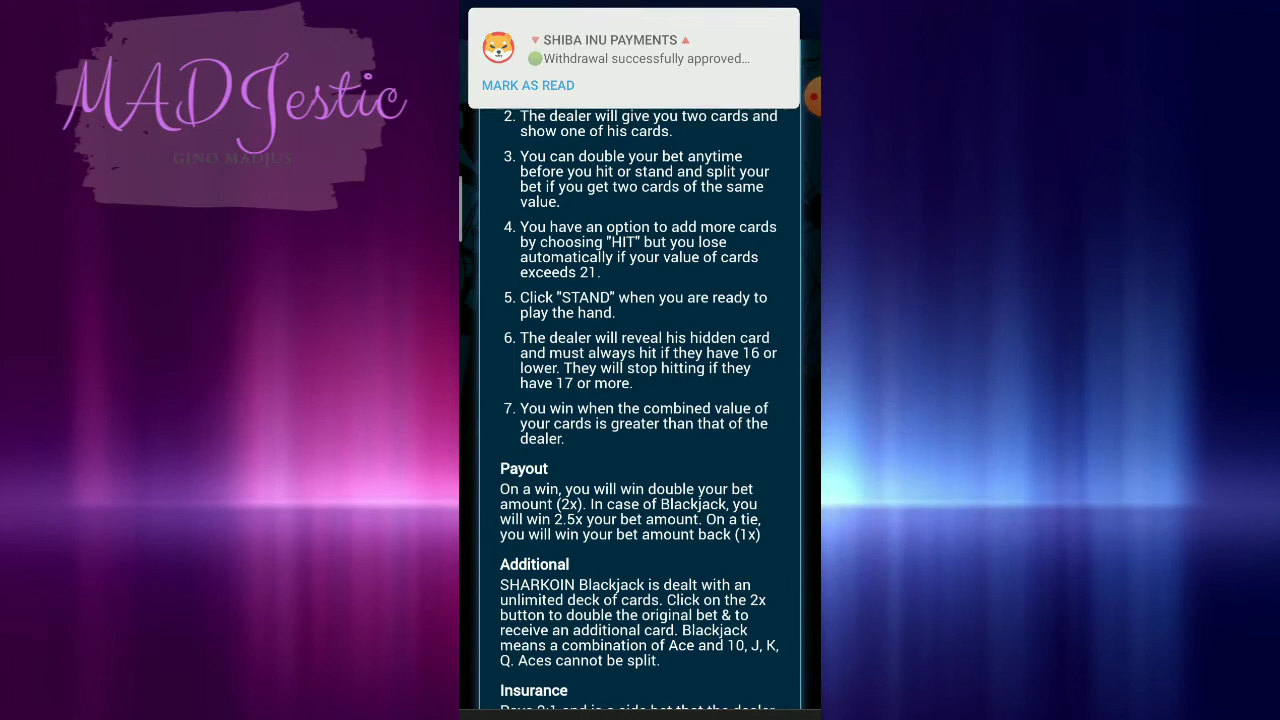 MADJestic
GINO MADJUS
SHIBA INU PAYMENTS
Withdrawal successfully approved...
MARK AS READ
2. The dealer will give you two cards and
show one of his cards.
3. You can double your bet anytime
before you hit or stand and split your
bet if you get two cards of the same
value.
4. You have an option to add more cards
by choosing "HIT" but you lose
automatically if your value of cards
exceeds 21.
5. Click "STAND" when you are ready to
play the hand.
6. The dealer will reveal his hidden card
and must always hit if they have 16 or
lower. They will stop hitting if they
have 17 or more.
7. You win when the combined value of
your cards is greater than that of the
dealer.
Payout
On a win, you will win double your bet
amount (2x). In case of Blackjack, you
will win 2.5x your bet amount. On a tie,
you will win your bet amount back (1x)
Additional
SHARKOIN Blackjack is dealt with an
unlimited deck of cards. Click on the 2x
button to double the original bet & to
receive an additional card. Blackjack
means a combination of Ace and 10, J, K,
Q. Aces cannot be split.
Insurance